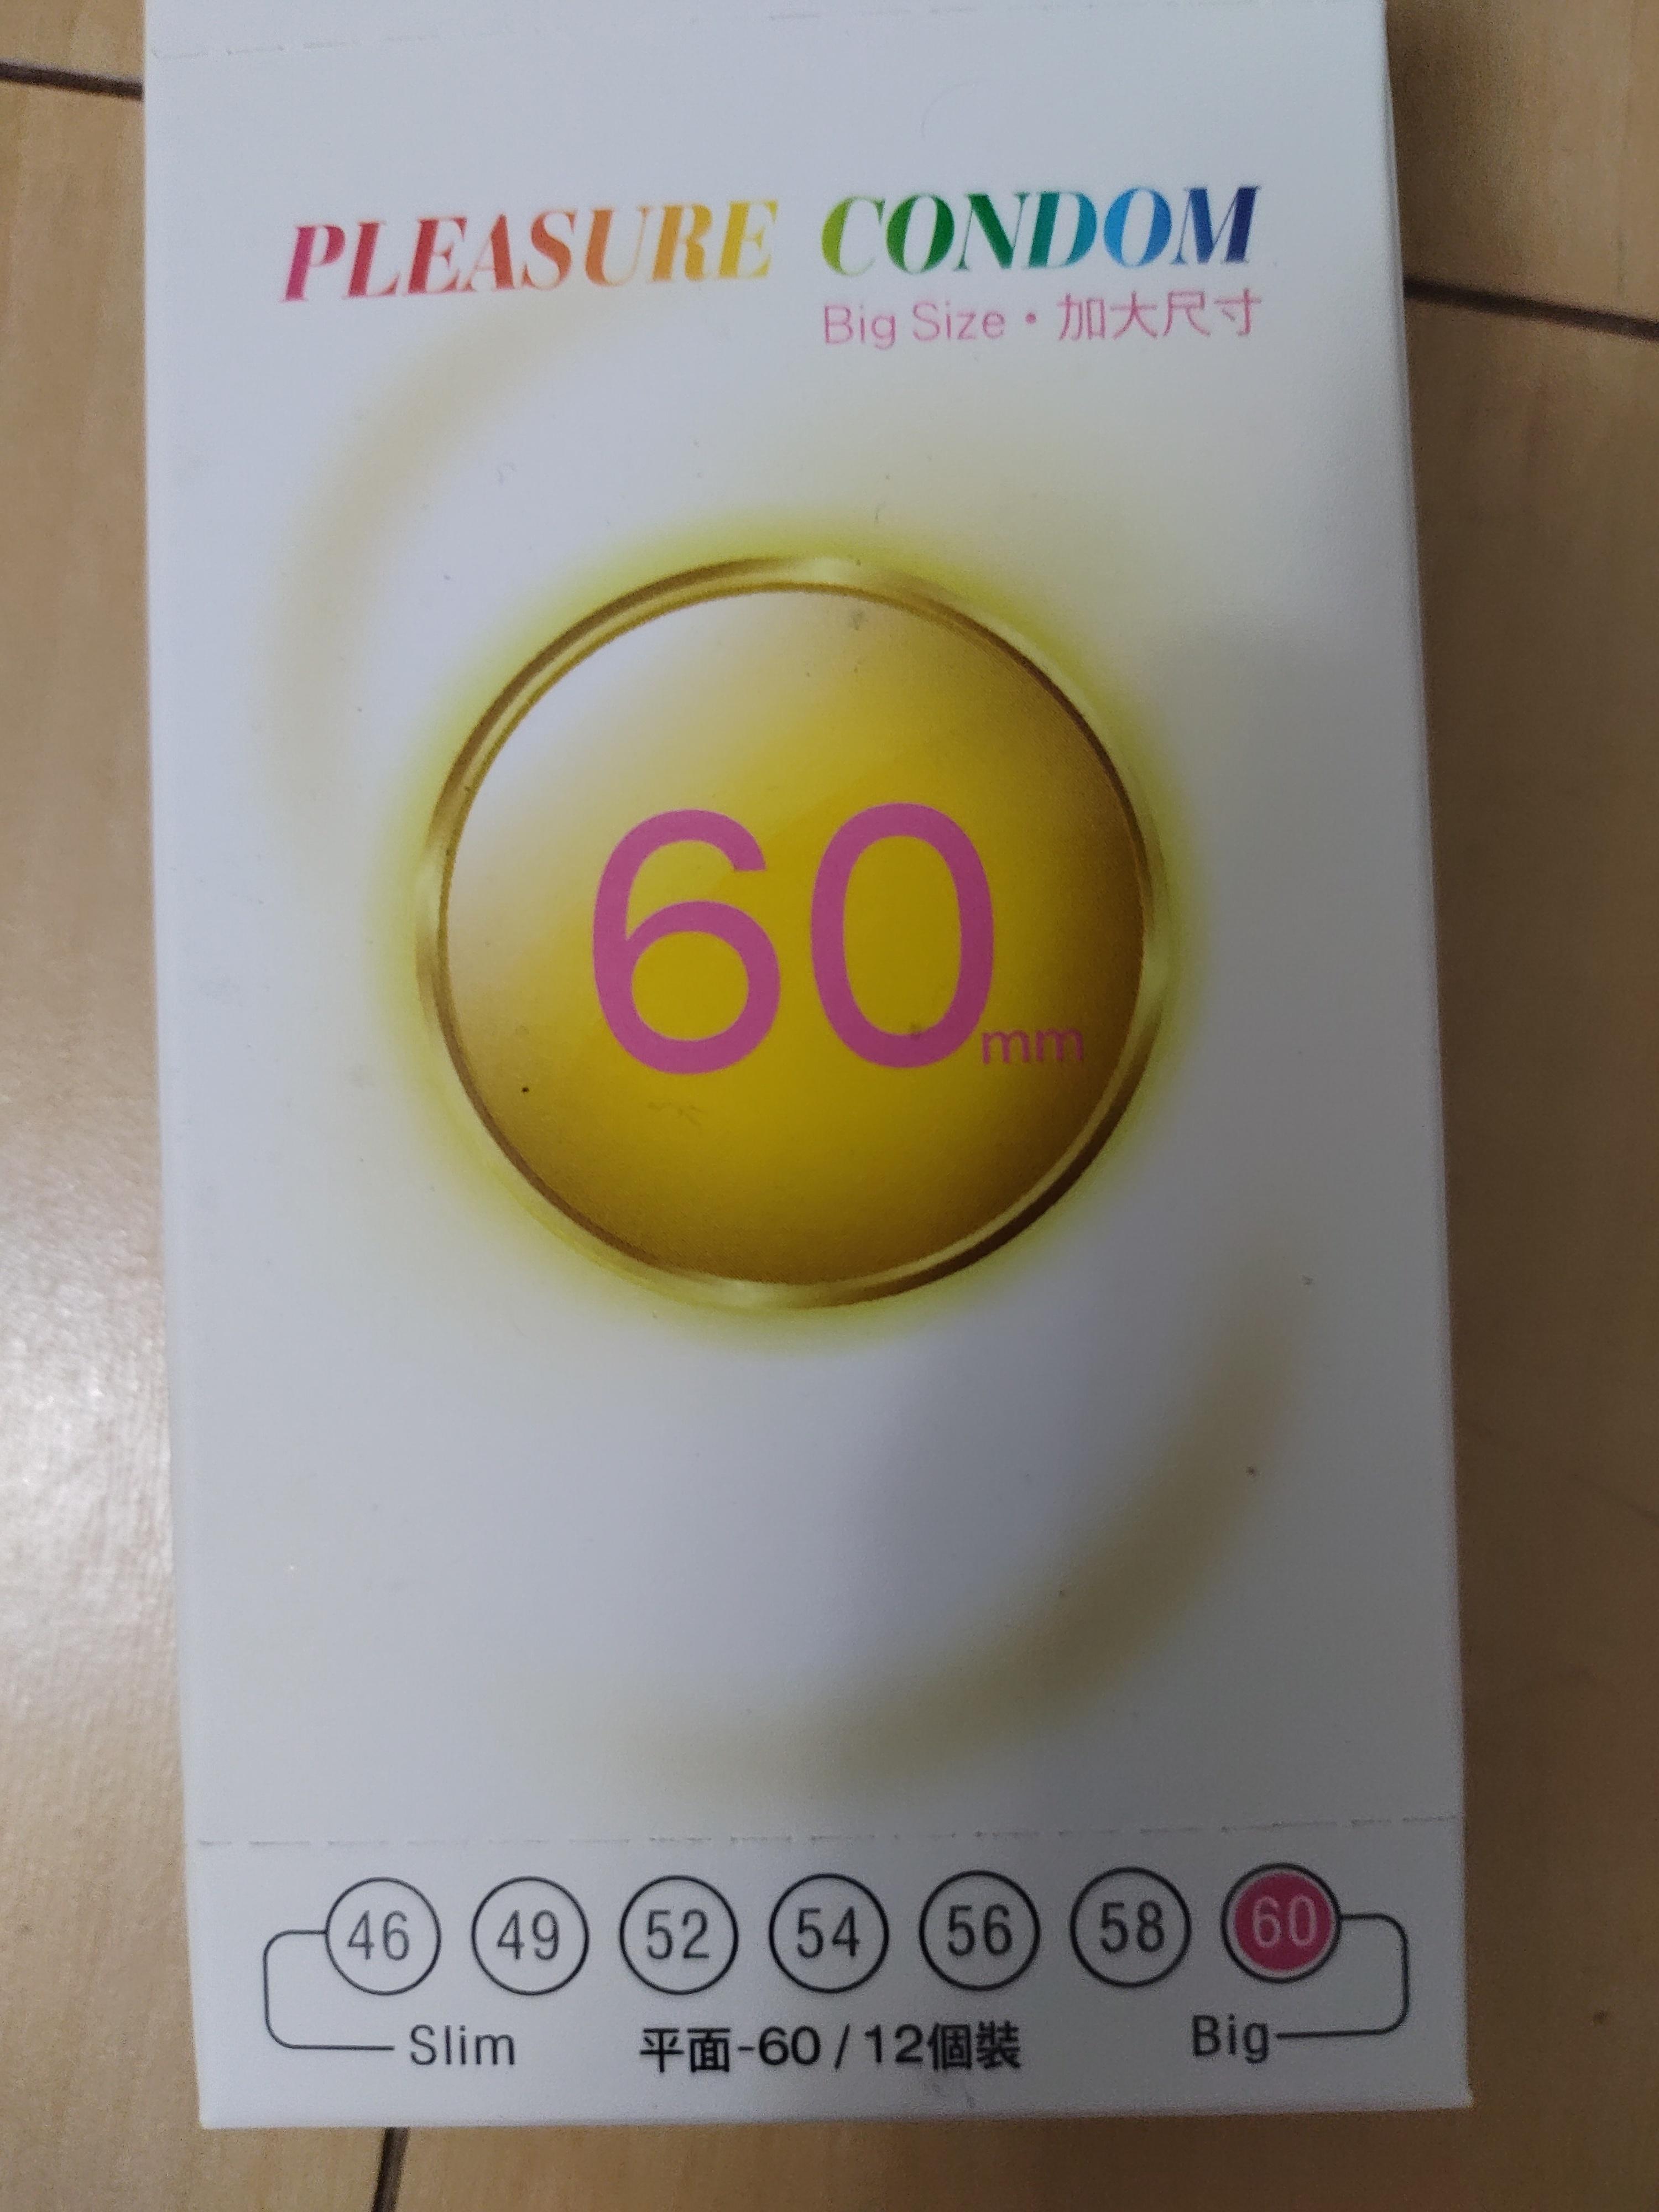 PLEASURE CONDOM
Big Size・加大尺寸
60mm
46 49 52 54 56 58 60
Slim 平面-60/12個裝 Big